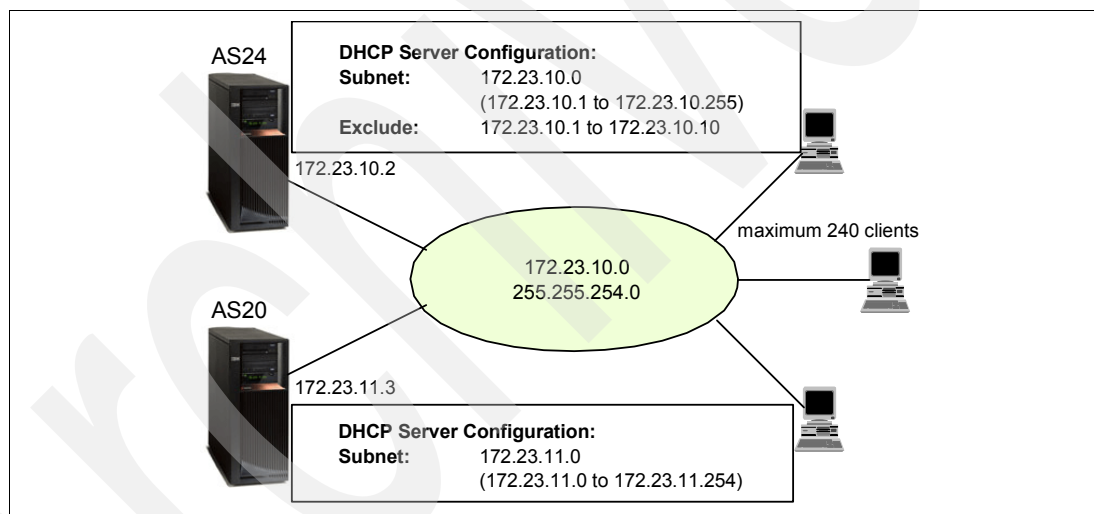 AS24
DHCP Server Configuration:
Subnet: 172.23.10.0
(172.23.10.1 to 172.23.10.255)
Exclude: 172.23.10.1 to 172.23.10.10
172.23.10.2
maximum 240 clients
172.23.10.0
255.255.254.0
AS20
172.23.11.3
DHCP Server Configuration:
Subnet: 172.23.11.0
(172.23.11.0 to 172.23.11.254)